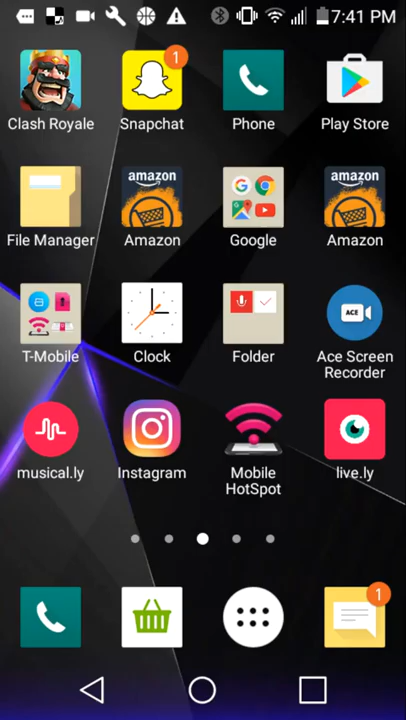 7:41 PM
1
Clash Royale
Snapchat
Phone
Play Store
amazon
amazon
File Manager
Amazon
Google
Amazon
ACE
T-Mobile
Clock
Folder
Ace Screen
Recorder
musical.ly
Instagram
Mobile
HotSpot
live.ly
1